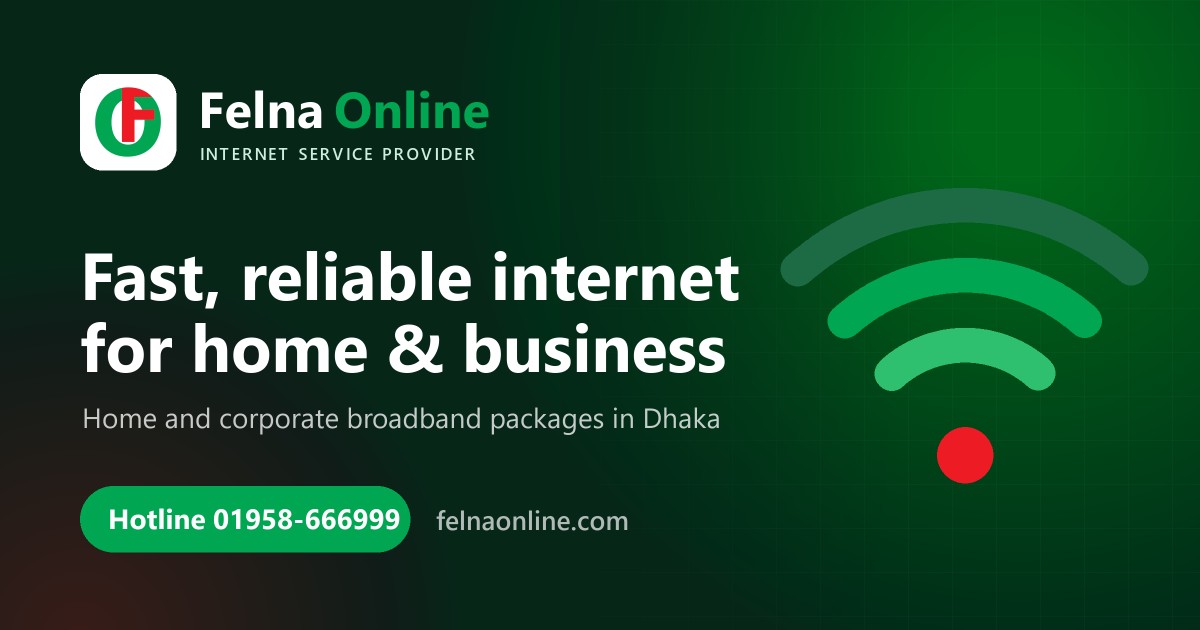 Felna Online
INTERNET SERVICE PROVIDER
Fast, reliable internet
for home & business
Home and corporate broadband packages in Dhaka
Hotline 01958-666999
felnaonline.com